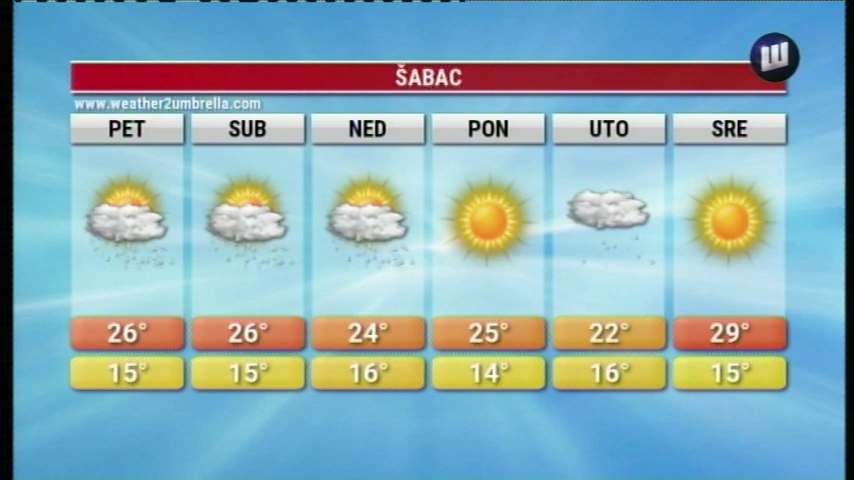 ŠABAC
www.weather2umbrella.com
PET SUB NED PON UTO SRE
26° 26° 24° 25° 22° 29°
15° 15° 16° 14° 16° 15°